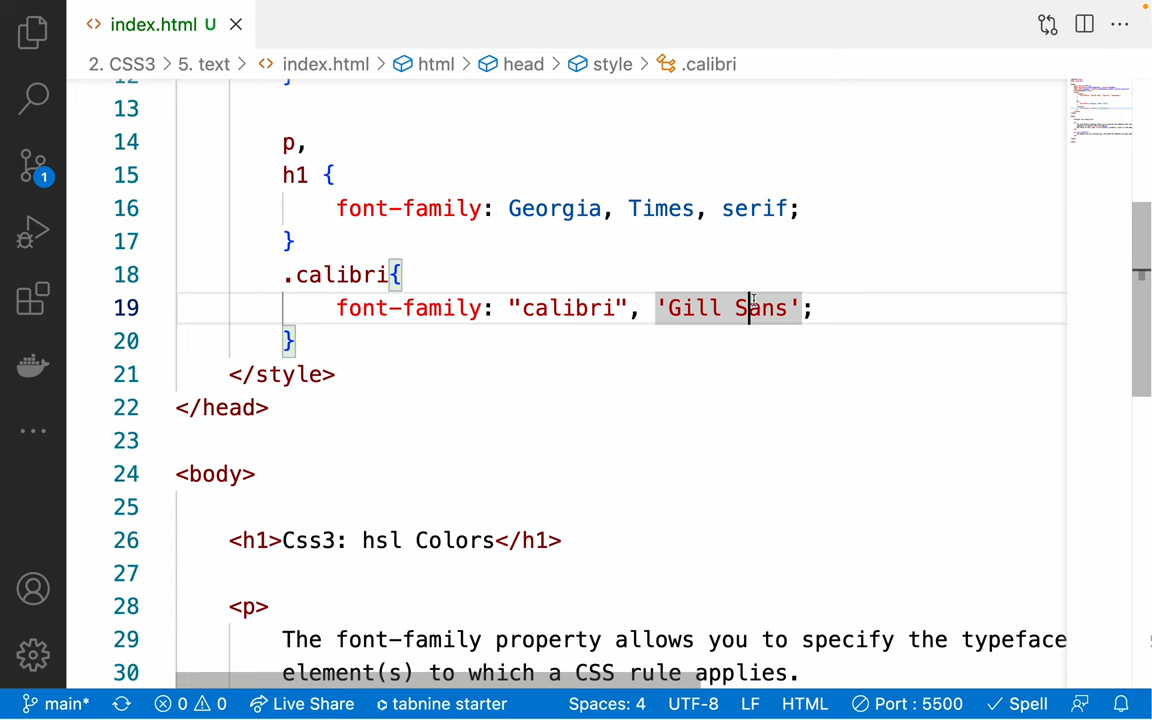 index.html U
2. CSS3 > 5. text > index.html > html > head > style > .calibri
12 }
13
14 p,
15 h1 {
16 font-family: Georgia, Times, serif;
17 }
18 .calibri{
19 font-family: "calibri", 'Gill Sans';
20 }
21 </style>
22 </head>
23
24 <body>
25
26 <h1>Css3: hsl Colors</h1>
27
28 <p>
29 The font-family property allows you to specify the typeface
30 element(s) to which a CSS rule applies.
1
main* 0 0 Live Share tabnine starter Spaces: 4 UTF-8 LF HTML Port : 5500 Spell